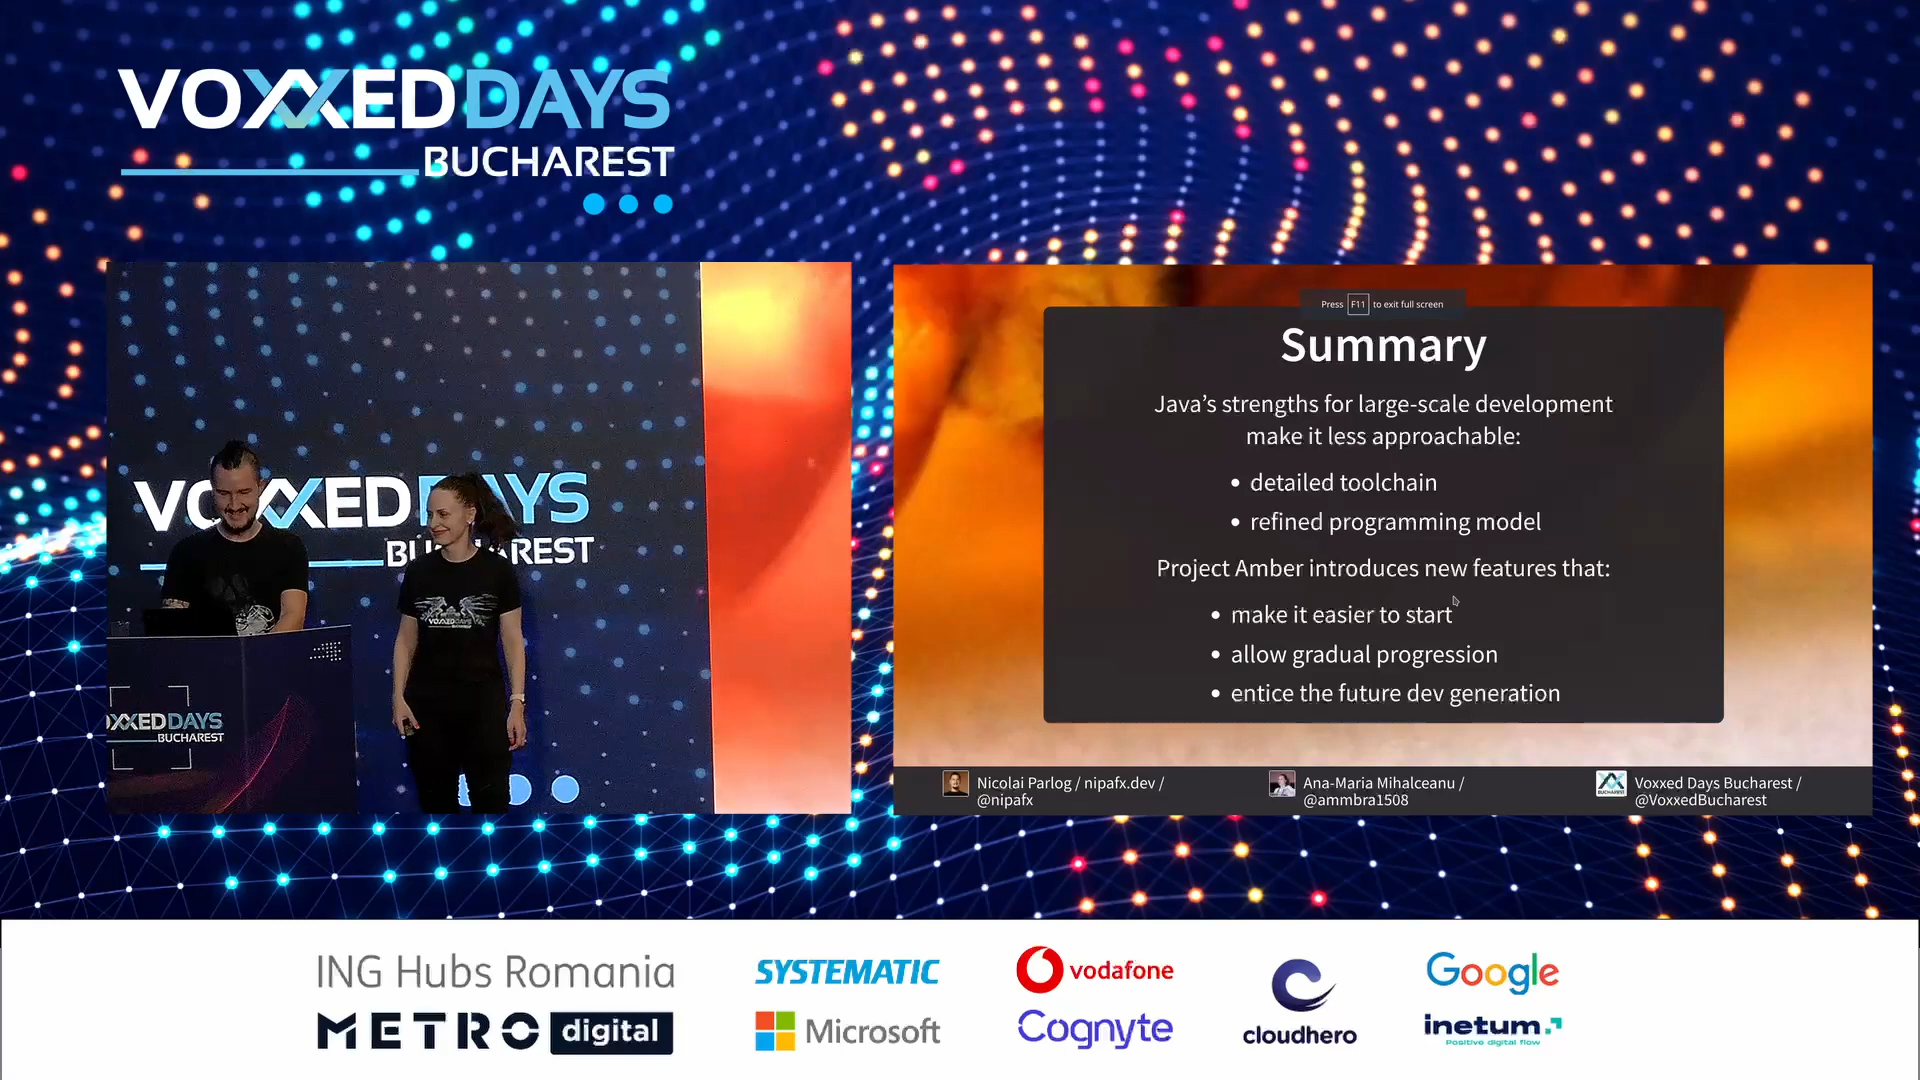 VOXXEDDAYS
BUCHAREST
VOXXEDDAYS
BUCHAREST
VOXXEDDAYS
VOXXEDDAYS
BUCHAREST
Press F11 to exit full screen
Summary
Java's strengths for large-scale development
make it less approachable:
• detailed toolchain
• refined programming model
Project Amber introduces new features that:
• make it easier to start
• allow gradual progression
• entice the future dev generation
Nicolai Parlog / nipafx.dev /
@nipafx
Ana-Maria Mihalceanu /
@ammbra1508
Voxxed Days Bucharest /
@VoxxedBucharest
ING Hubs Romania
METRO digital
SYSTEMATIC
Microsoft
vodafone
Cognyte
cloudhero
Google
inetum.
Positive digital flow